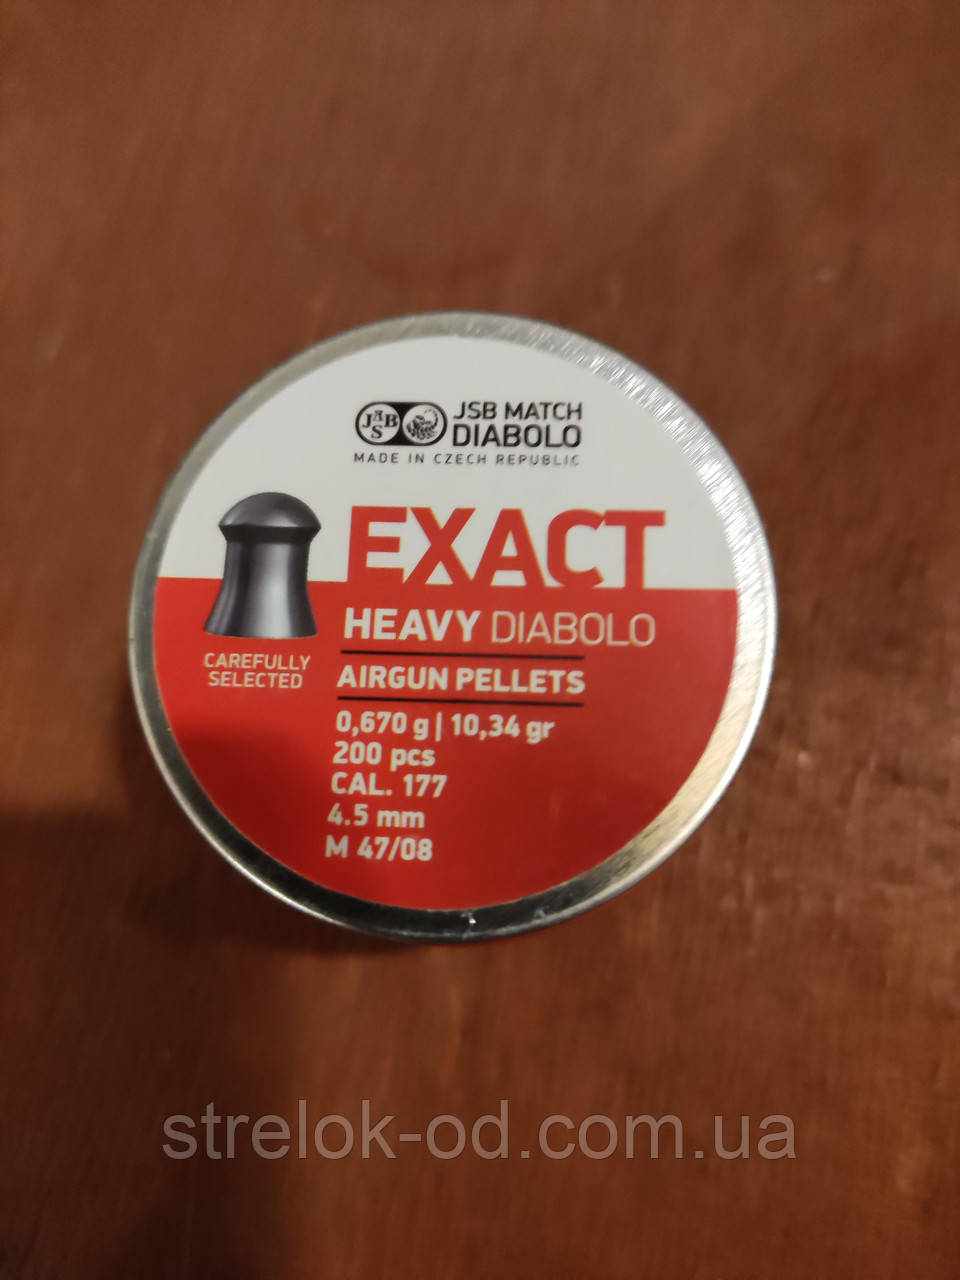 JSB
JSB MATCH
DIABOLO
MADE IN CZECH REPUBLIC
EXACT
HEAVY DIABOLO
CAREFULLY
SELECTED
AIRGUN PELLETS
0,670 g | 10,34 gr
200 pcs
CAL. 177
4.5 mm
M 47/08
strelok-od.com.ua